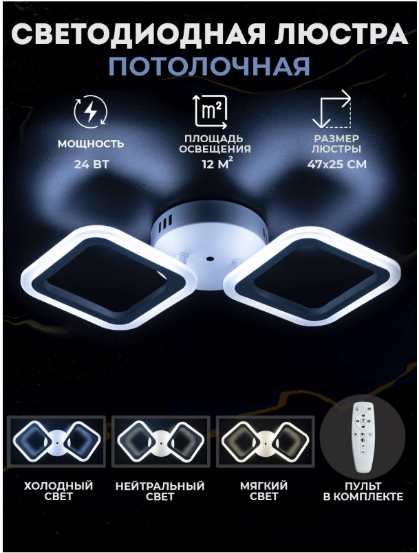 СВЕТОДИОДНАЯ ЛЮСТРА
ПОТОЛОЧНАЯ
МОЩНОСТЬ
24 ВТ
m²
ПЛОЩАДЬ
ОСВЕЩЕНИЯ
12 М²
РАЗМЕР
ЛЮСТРЫ
47х25 СМ
ХОЛОДНЫЙ
СВЕТ
НЕЙТРАЛЬНЫЙ
СВЕТ
МЯГКИЙ
СВЕТ
ПУЛЬТ
В КОМПЛЕКТЕ